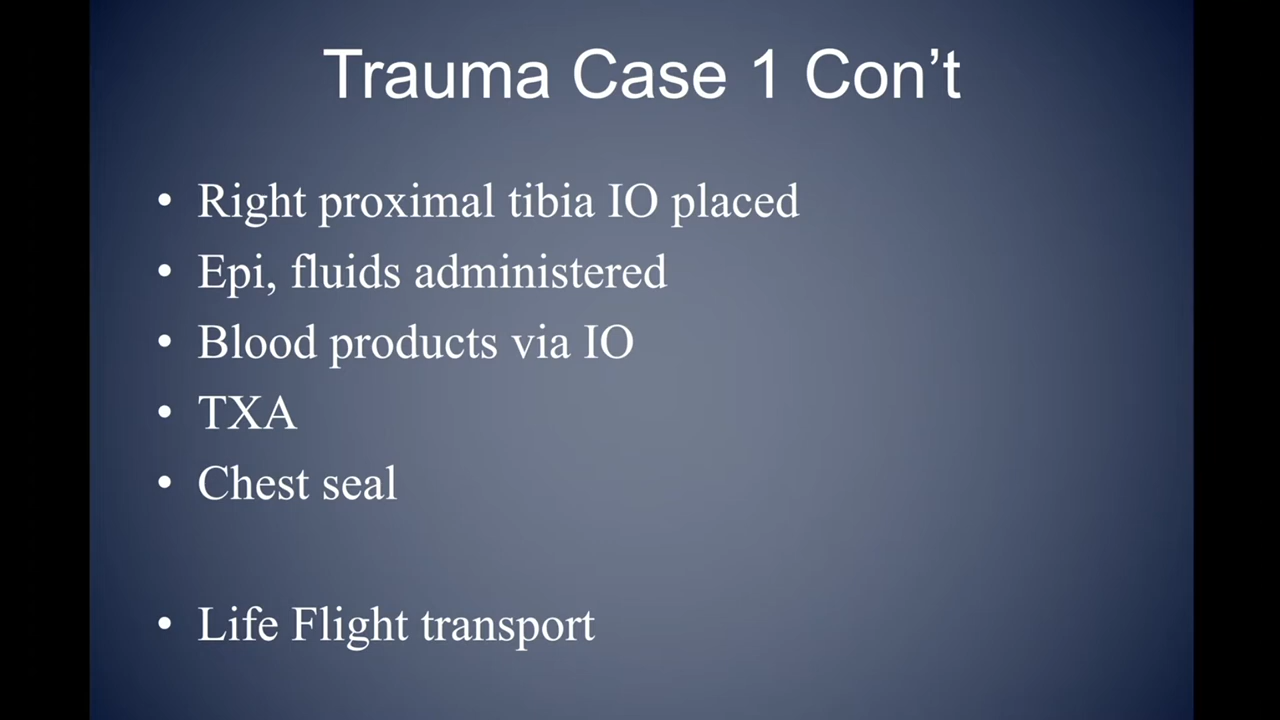 Trauma Case 1 Con’t
• Right proximal tibia IO placed
• Epi, fluids administered
• Blood products via IO
• TXA
• Chest seal
• Life Flight transport